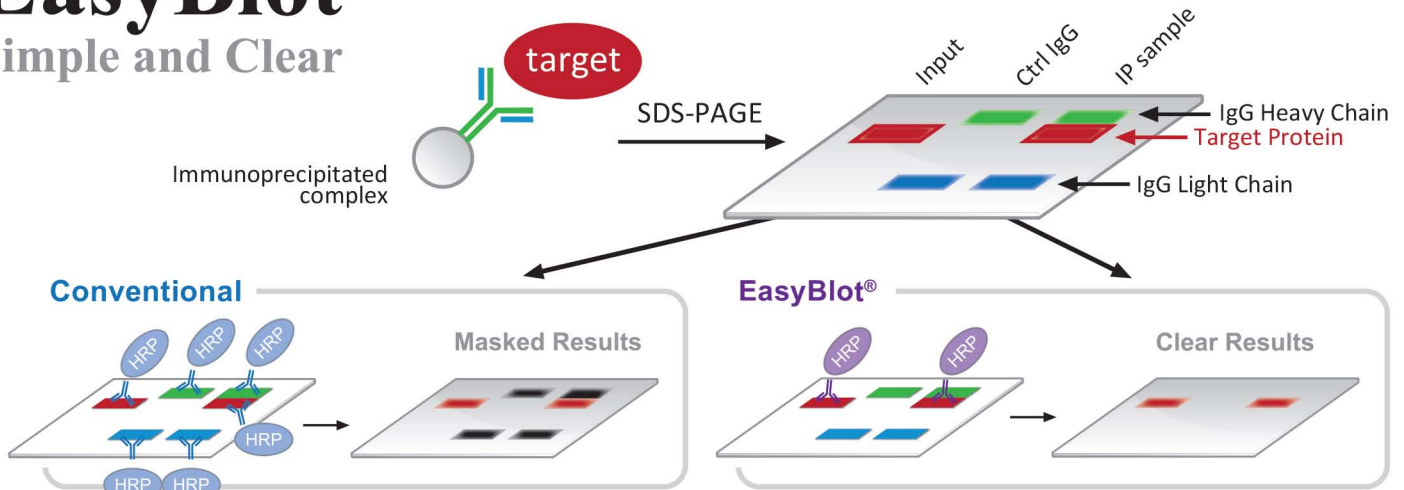 EasyBlot
imple and Clear
target
Input
Ctrl IgG
IP sample
SDS-PAGE
IgG Heavy Chain
Target Protein
Immunoprecipitated
complex
IgG Light Chain
Conventional
EasyBlot®
HRP
HRP
HRP
Masked Results
HRP
HRP
Clear Results
HRP
HRP
HRP